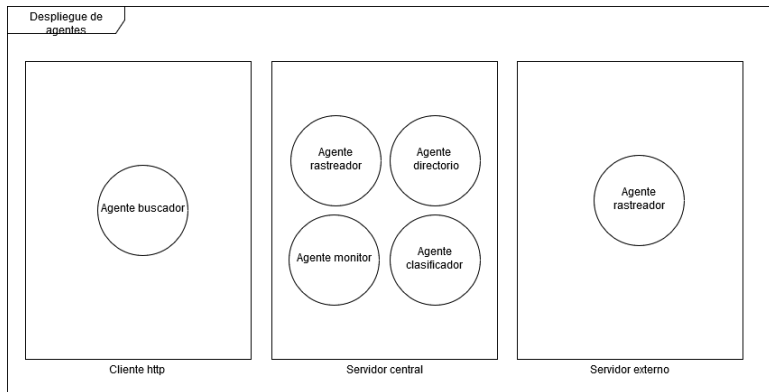 Despliegue de
agentes
Agente buscador
Agente
rastreador
Agente
directorio
Agente monitor
Agente
clasificador
Agente
rastreador
Cliente http
Servidor central
Servidor externo